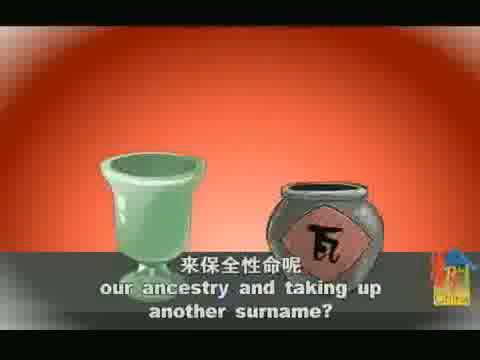 瓦
来保全性命呢
our ancestry and taking up
another surname?